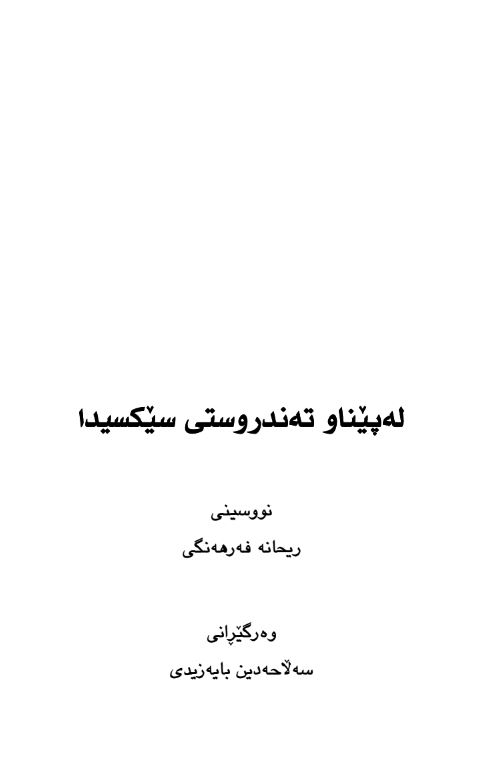 لەپێناو تەندروستی سێکسیدا
نووسینی
ریحانە فەرهەنگی
وەرگێڕانی
سەڵاحەدین بایەزیدی